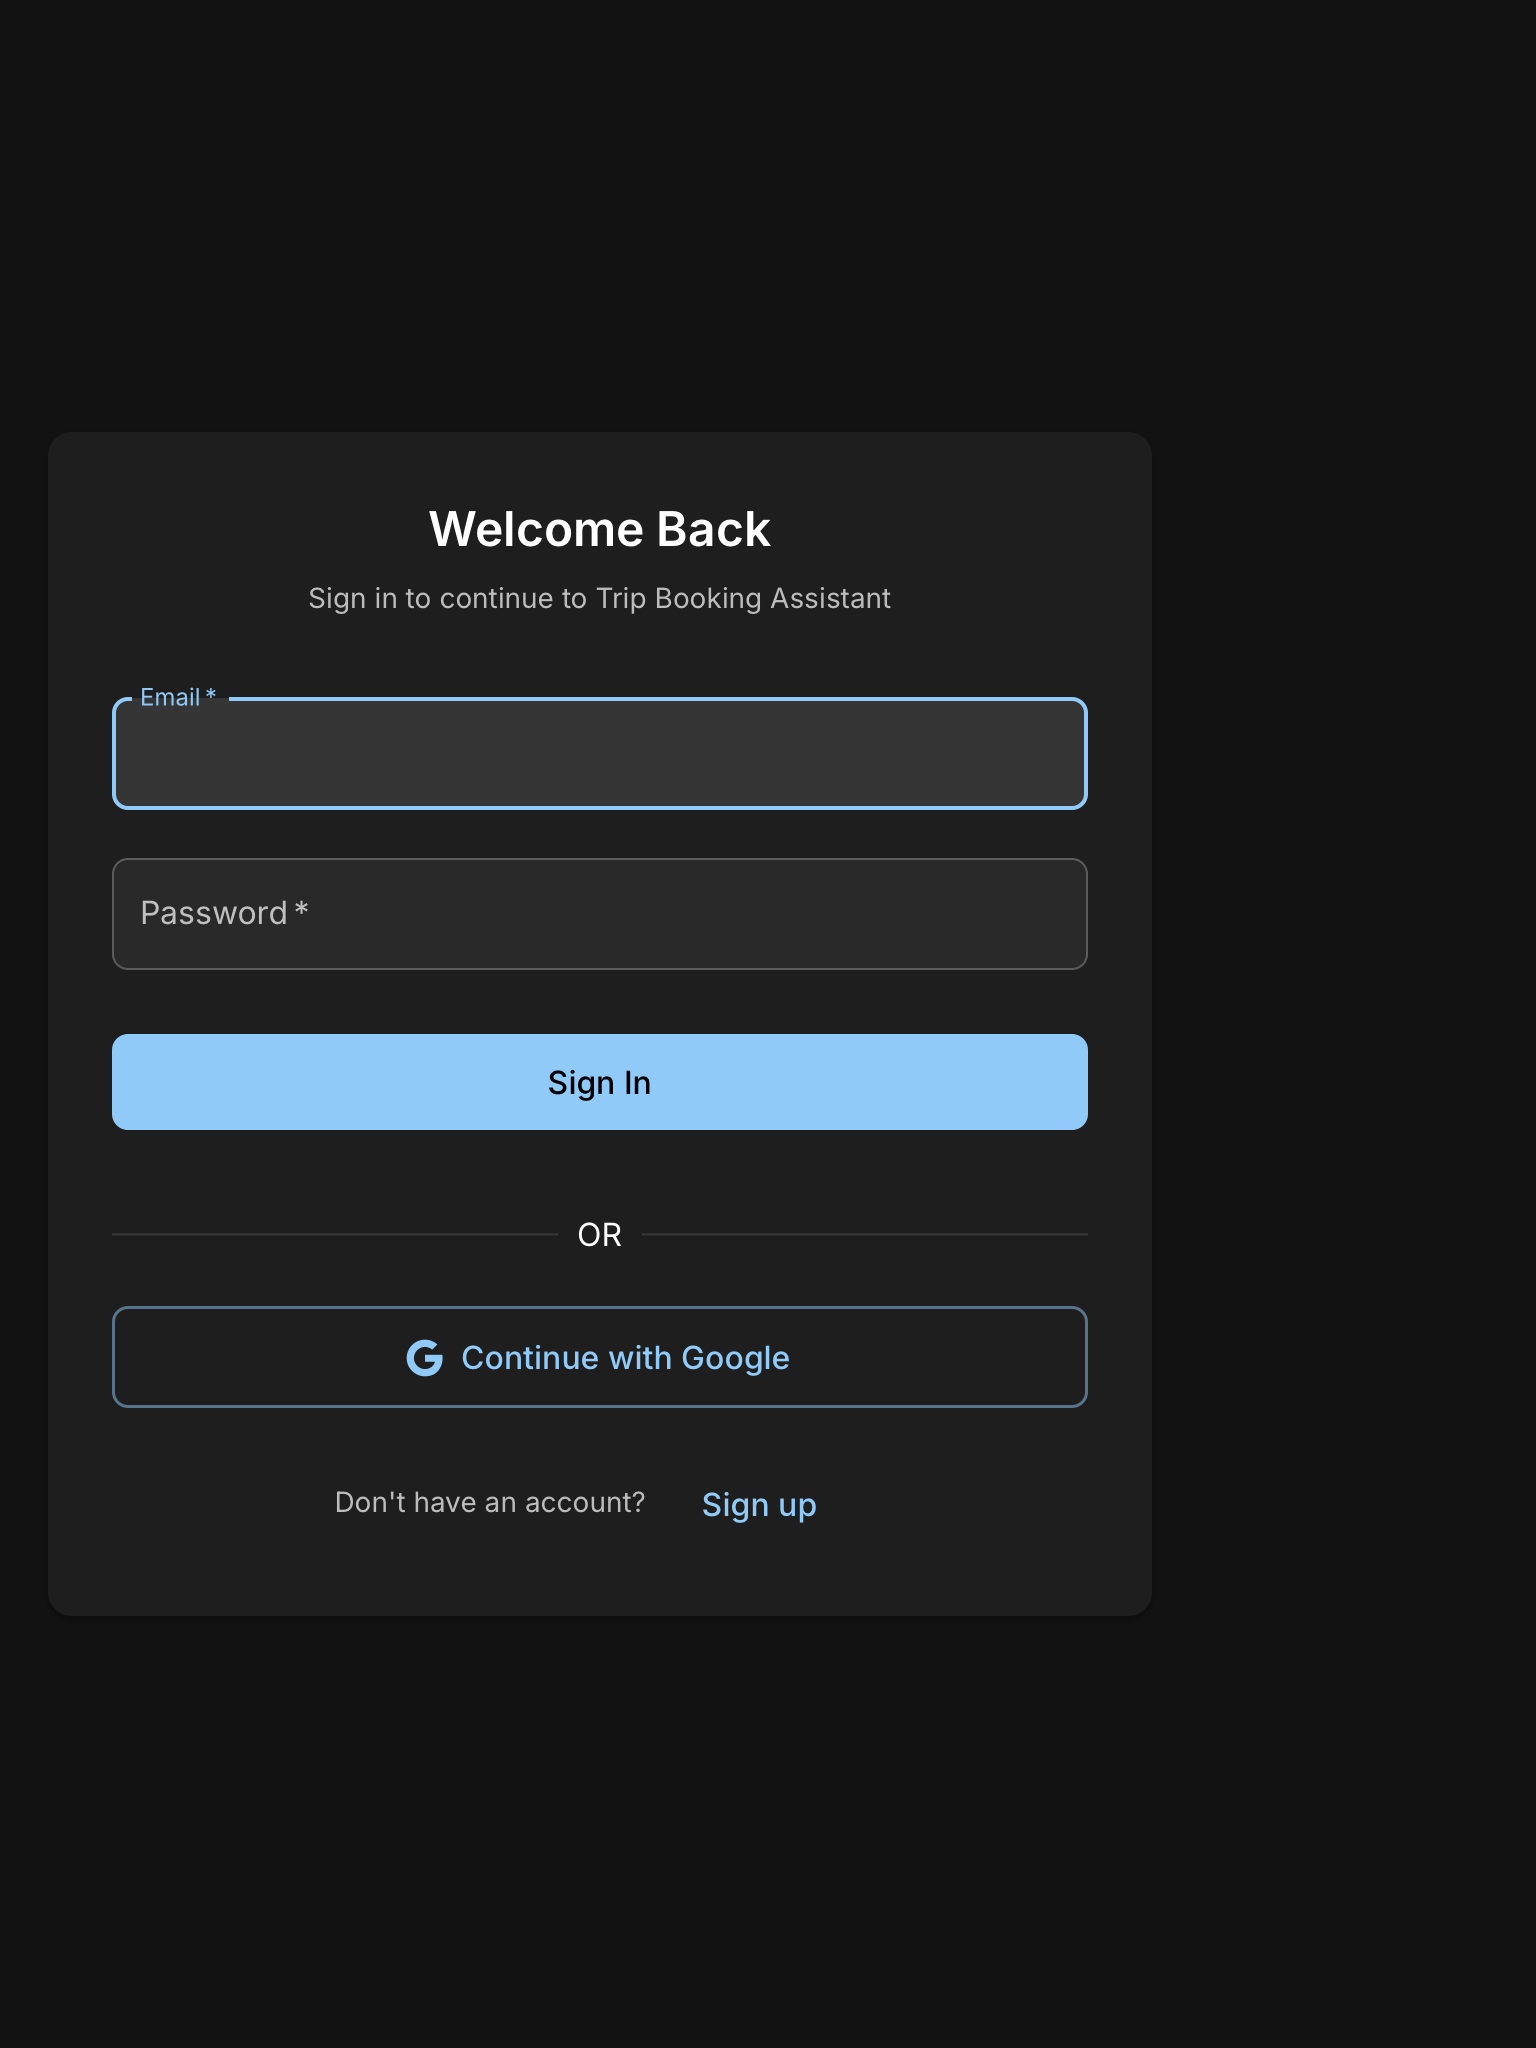 Welcome Back
Sign in to continue to Trip Booking Assistant
Email *
Password *
Sign In
OR
Continue with Google
Don't have an account? Sign up